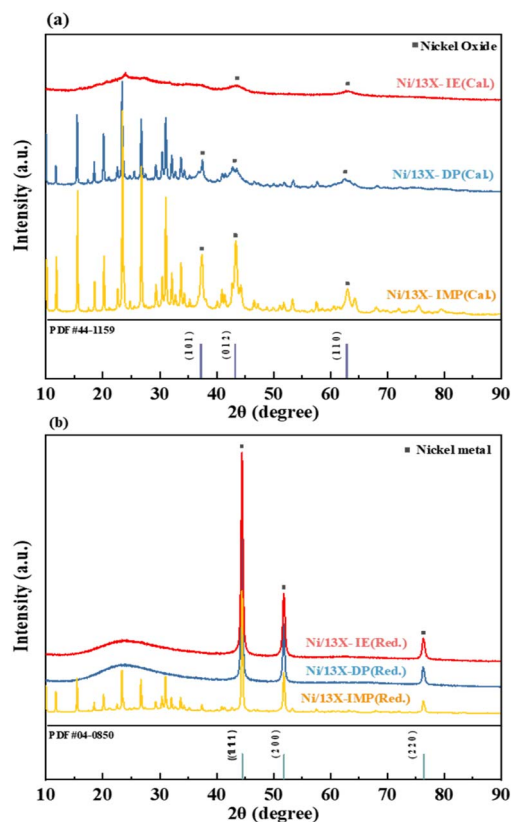 (a)
■ Nickel Oxide
Ni/13X- IE(Cal.)
Ni/13X- DP(Cal.)
Ni/13X- IMP(Cal.)
Intensity (a.u.)
PDF#44-1159
(101)
(012)
(110)
10 20 30 40 50 60 70 80 90
2θ (degree)
(b)
■ Nickel metal
Ni/13X- IE(Red.)
Ni/13X-DP(Red.)
Ni/13X-IMP(Red.)
Intensity (a.u.)
PDF#04-0850
(111)
(200)
(220)
10 20 30 40 50 60 70 80 90
2θ (degree)